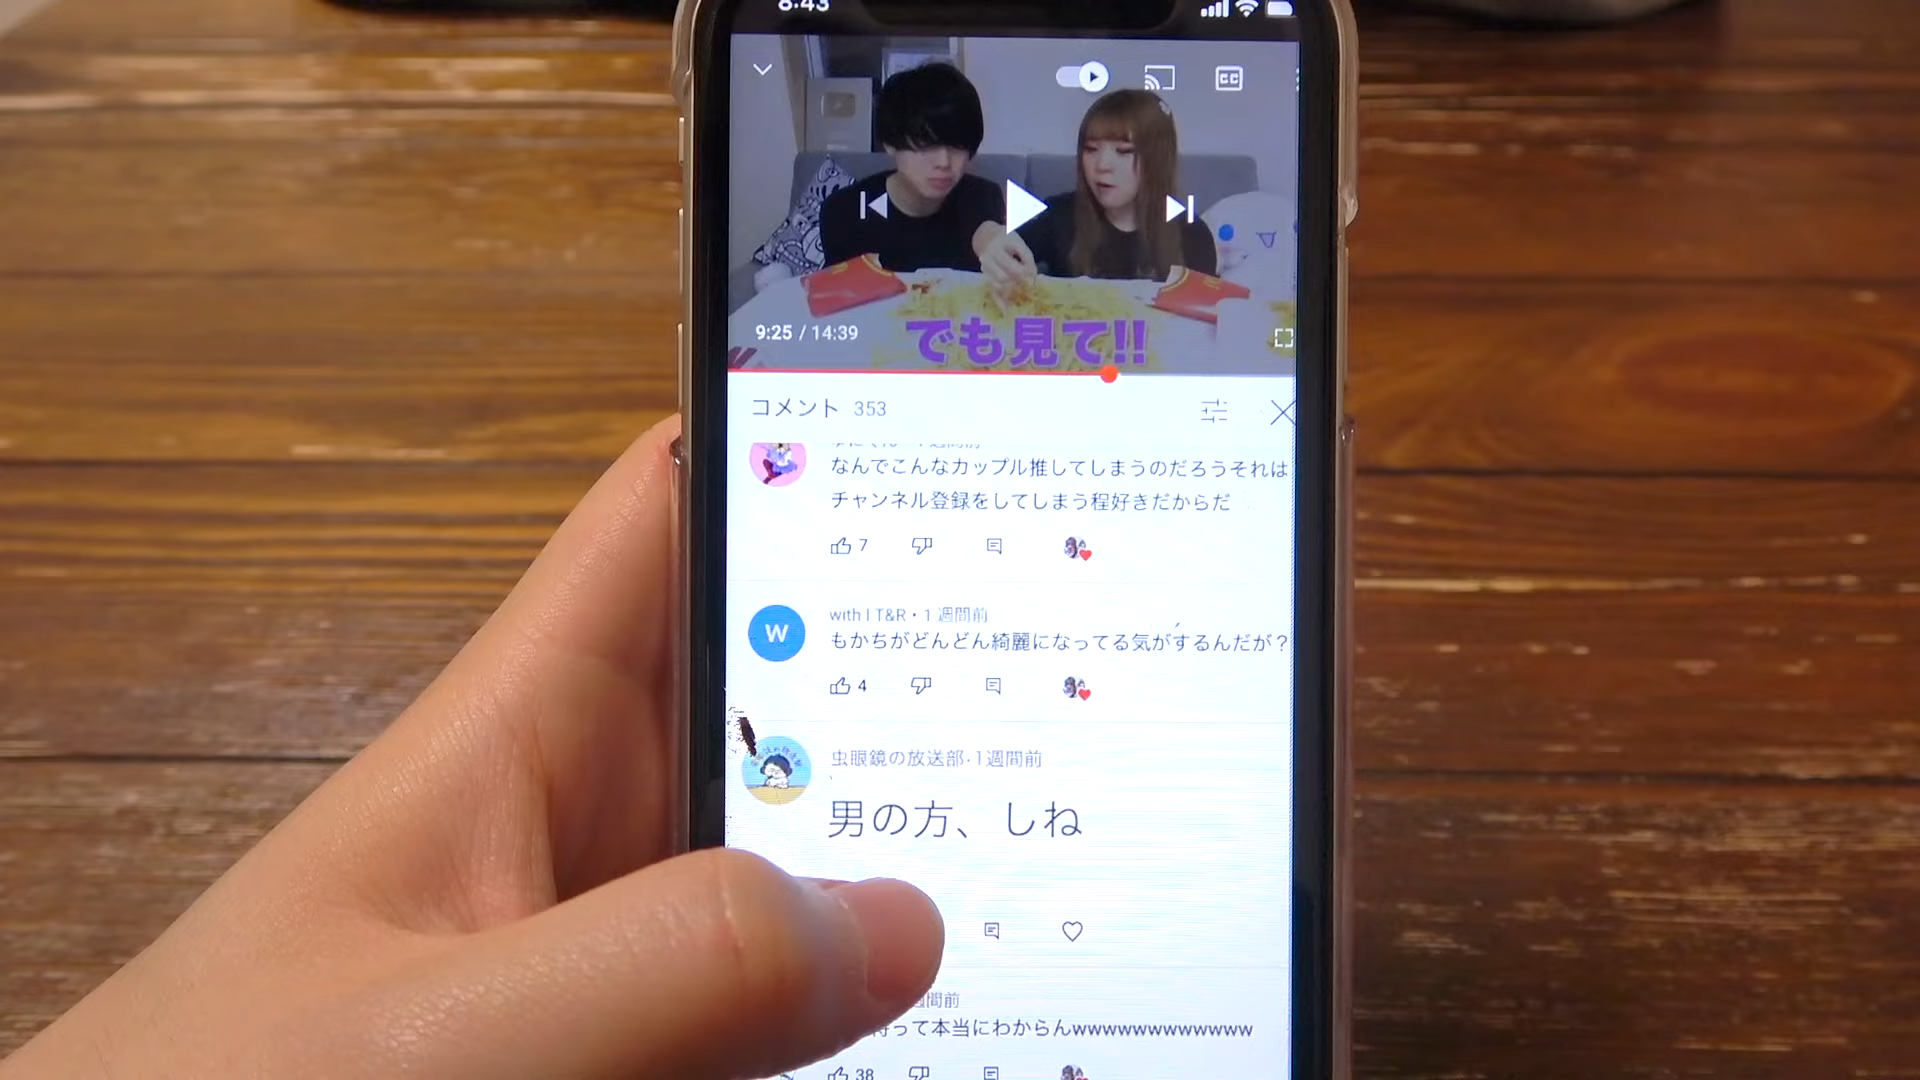 8:43
CC
9:25 / 14:39
でも見て!!
コメント 353
なんでこんなカップル推してしまうのだろうそれは
チャンネル登録をしてしまう程好きだからだ
7
W
with l T&R・1 週間前
もかちがどんどん綺麗になってる気がするんだが？
4
虫眼鏡の放送部·1週間前
男の方、しね
週間前
って本当にわからんwwwwwwwwwwwww
38